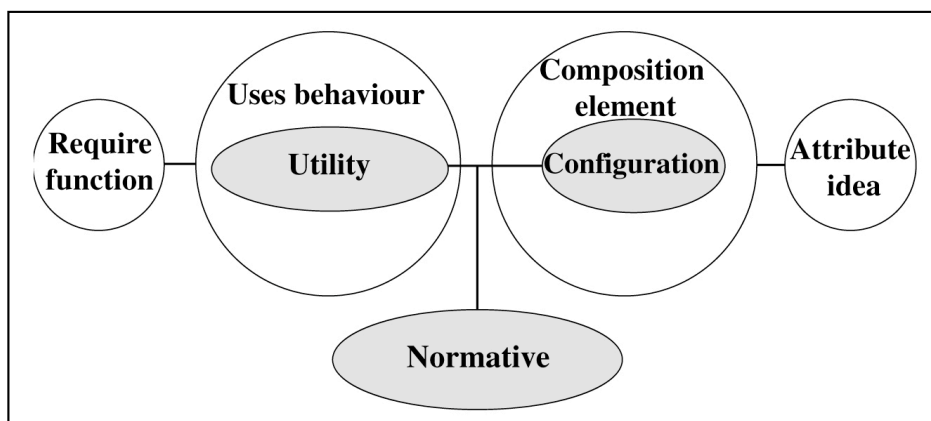 Require
function
Uses behaviour
Utility
Composition
element
Configuration
Attribute
idea
Normative